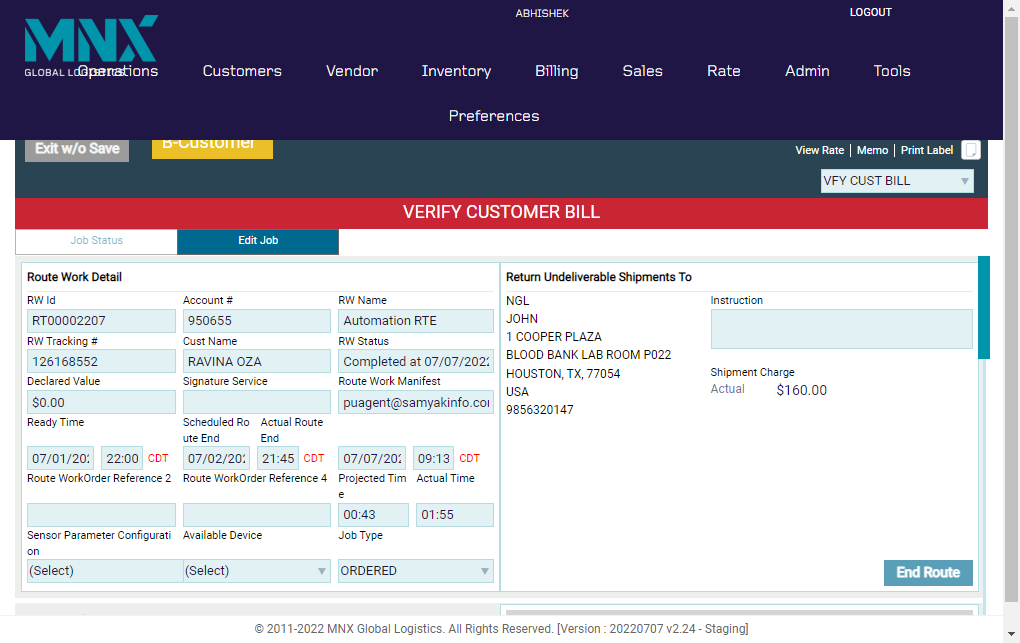 ABHISHEK
LOGOUT
MNX
GLOBAL LOGISTICS
Operations Customers Vendor Inventory Billing Sales Rate Admin Tools
Preferences
Exit w/o Save
B-Customer
View Rate | Memo | Print Label
VFY CUST BILL
VERIFY CUSTOMER BILL
Job Status
Edit Job
Route Work Detail
RW Id Account # RW Name
RT00002207 950655 Automation RTE
RW Tracking # Cust Name RW Status
126168552 RAVINA OZA Completed at 07/07/2022
Declared Value Signature Service Route Work Manifest
$0.00 puagent@samyakinfo.co
Ready Time Scheduled Ro Actual Route
ute End End
07/01/202 22:00 CDT 07/02/202 21:45 CDT 07/07/202 09:13 CDT
Route WorkOrder Reference 2 Route WorkOrder Reference 4 Projected Tim Actual Time
e
00:43 01:55
Sensor Parameter Configurati Available Device Job Type
on
(Select) (Select) ORDERED
Return Undeliverable Shipments To
NGL
JOHN
1 COOPER PLAZA
BLOOD BANK LAB ROOM P022
HOUSTON, TX, 77054
USA
9856320147
Instruction
Shipment Charge
Actual $160.00
End Route
© 2011-2022 MNX Global Logistics. All Rights Reserved. [Version : 20220707 v2.24 - Staging]